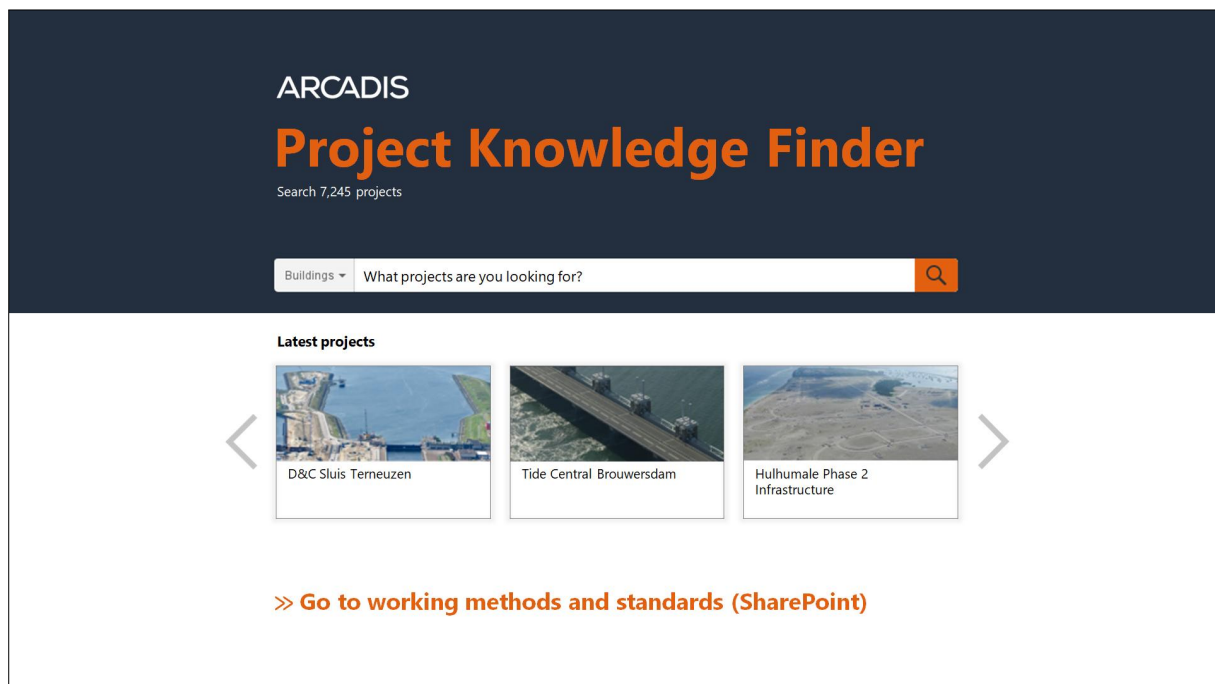 ARCADIS
Project Knowledge Finder
Search 7,245 projects
Buildings
What projects are you looking for?
Latest projects
D&C Sluis Terneuzen
Tide Central Brouwersdam
Hulhumale Phase 2
Infrastructure
>> Go to working methods and standards (SharePoint)